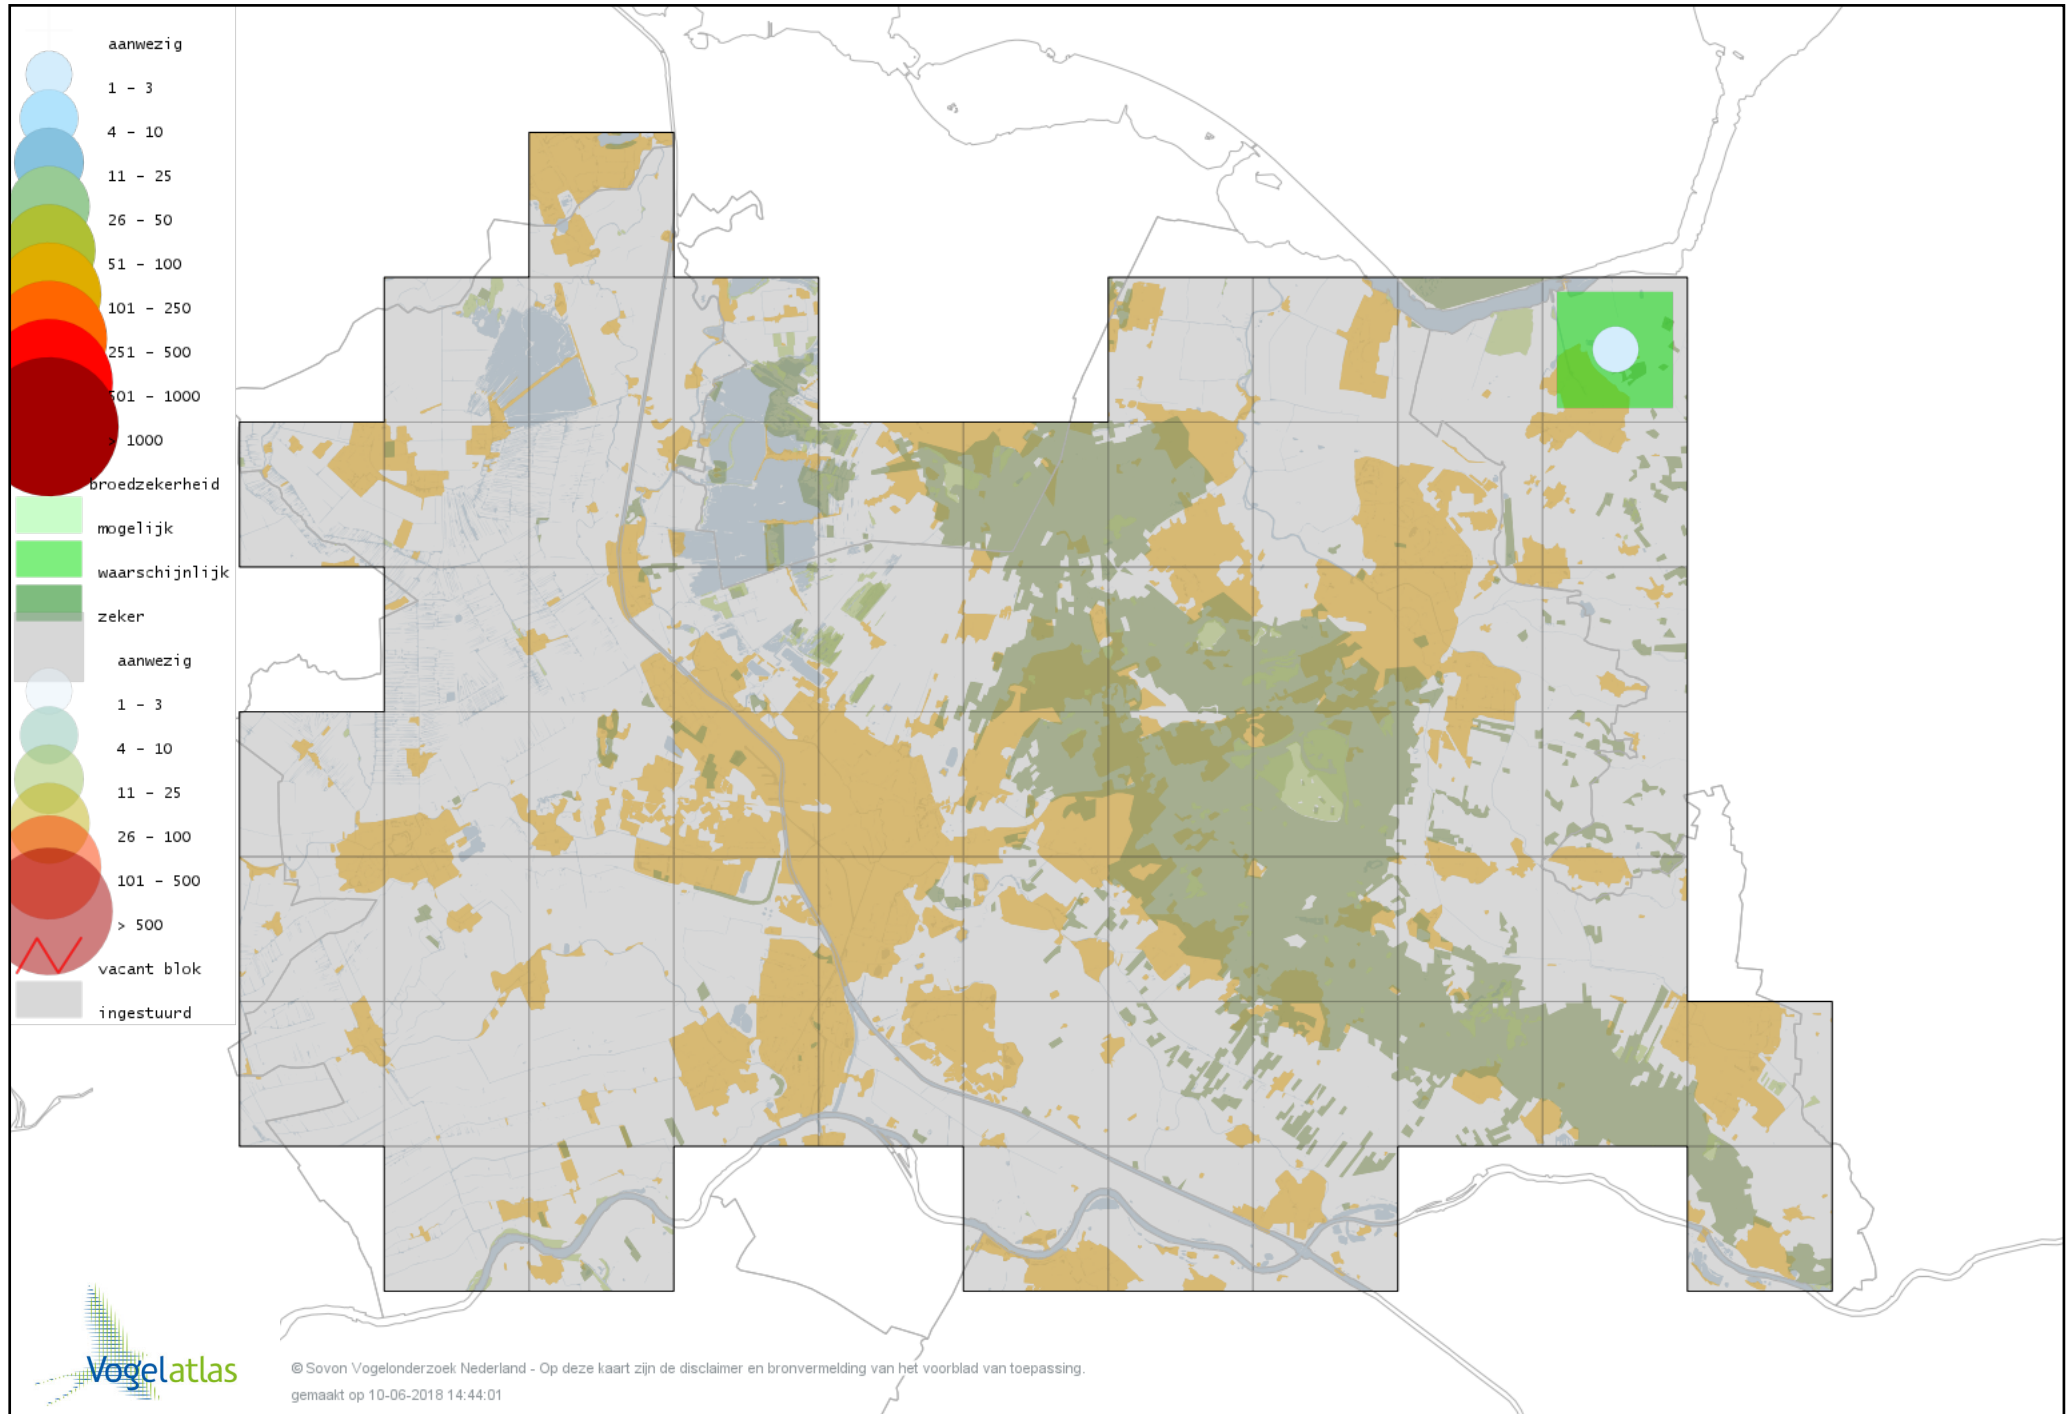 aanwezig
1 - 3
4 - 10
11 - 25
26 - 50
51 - 100
101 - 250
251 - 500
501 - 1000
> 1000
broedzekerheid
mogelijk
waarschijnlijk
zeker
aanwezig
1 - 3
4 - 10
11 - 25
26 - 100
101 - 500
> 500
vacant blok
ingestuurd
Vogelatlas
© Sovon Vogelonderzoek Nederland - Op deze kaart zijn de disclaimer en bronvermelding van het voorblad van toepassing.
gemaakt op 10-06-2018 14:44:01